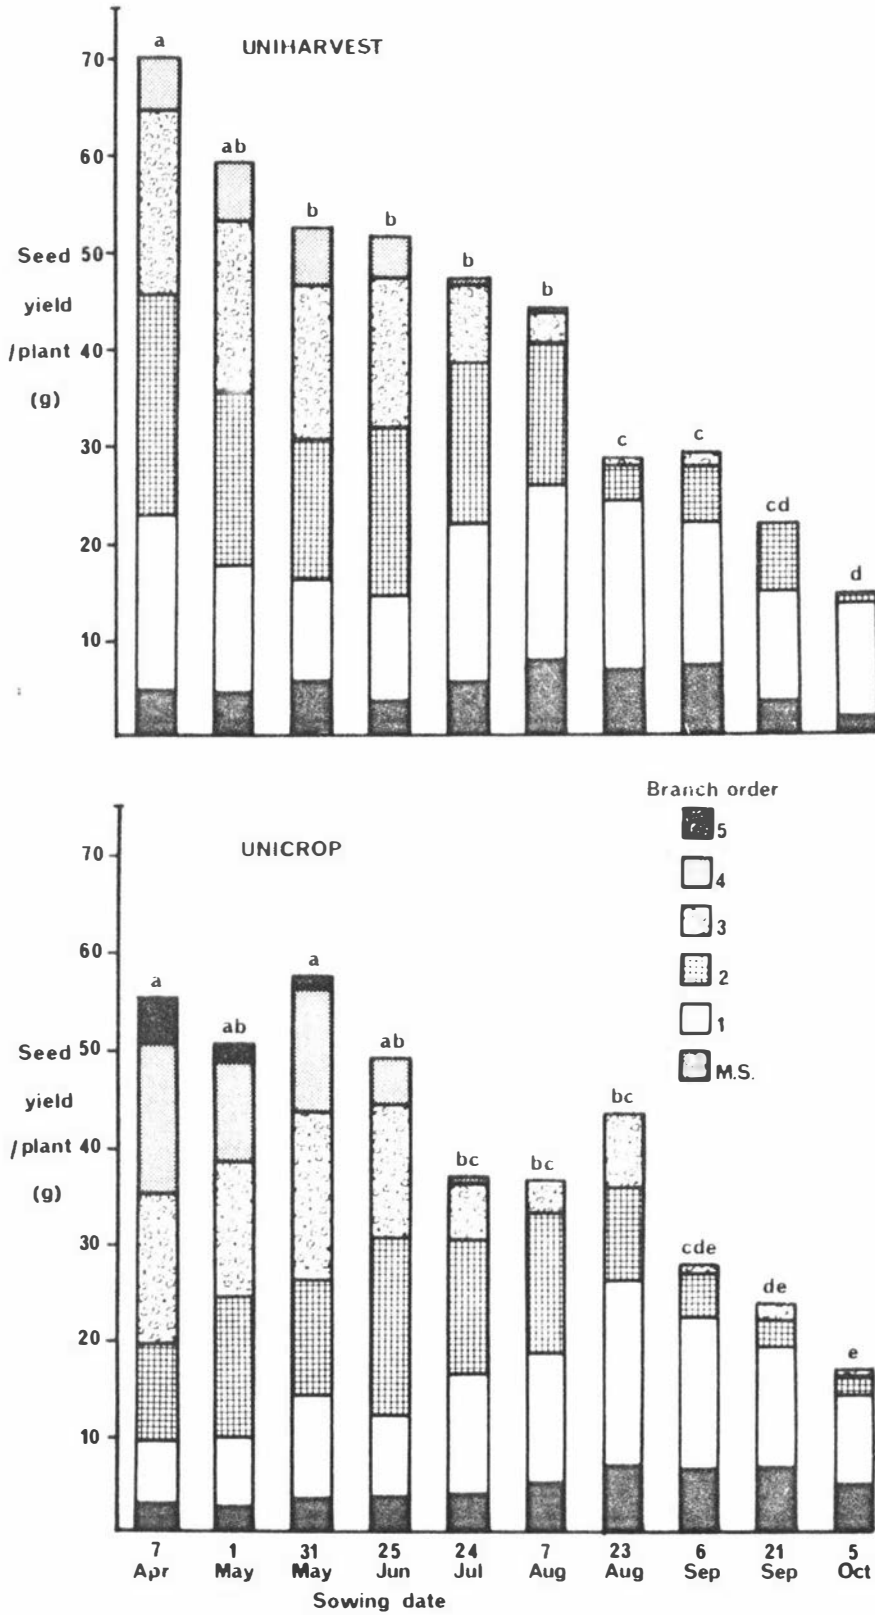 UNIHARVEST
70
60
50
40
30
20
10
Seed
yield
/plant
(g)
a
ab
b
b
b
b
c
c
cd
d
Branch order
5
4
3
2
1
M.S.
UNICROP
70
60
50
40
30
20
10
Seed
yield
/plant
(g)
a
ab
a
ab
bc
bc
bc
cde
de
e
7 1 31 25 24 7 23 6 21 5
Apr May May Jun Jul Aug Aug Sep Sep Oct
Sowing date